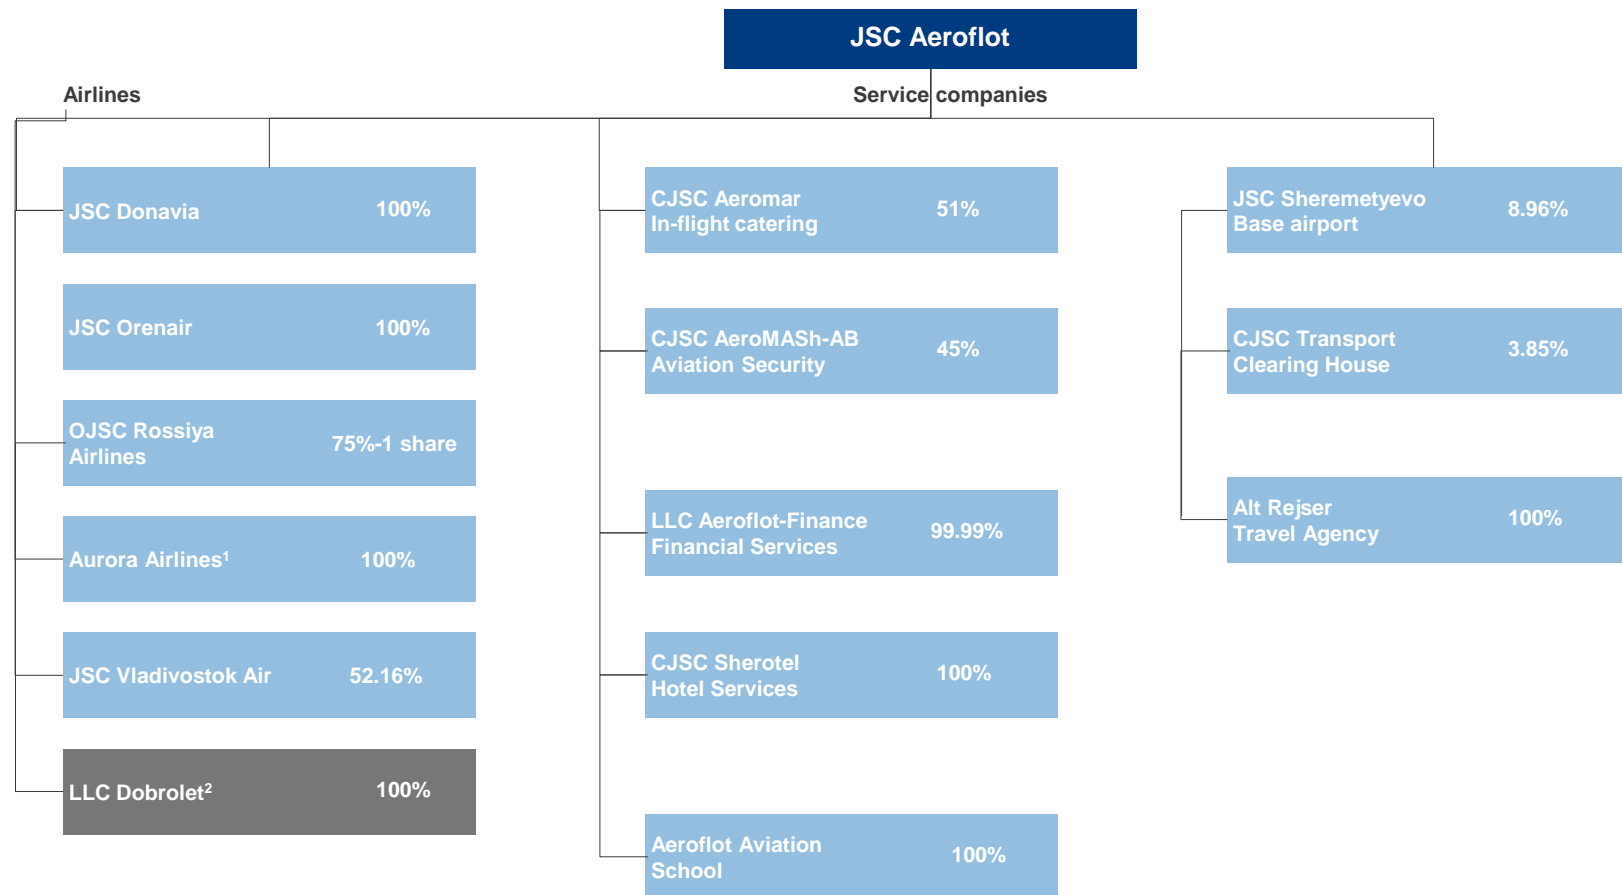 JSC Aeroflot
Airlines
Service companies
JSC Donavia 100%
JSC Orenair 100%
OJSC Rossiya
Airlines
75%-1 share
Aurora Airlines¹ 100%
JSC Vladivostok Air 52.16%
LLC Dobrolet² 100%
CJSC Aeromar
In-flight catering
51%
CJSC AeroMASh-AB
Aviation Security
45%
LLC Aeroflot-Finance
Financial Services
99.99%
CJSC Sherotel
Hotel Services
100%
Aeroflot Aviation
School
100%
JSC Sheremetyevo
Base airport
8.96%
CJSC Transport
Clearing House
3.85%
Alt Rejser
Travel Agency
100%